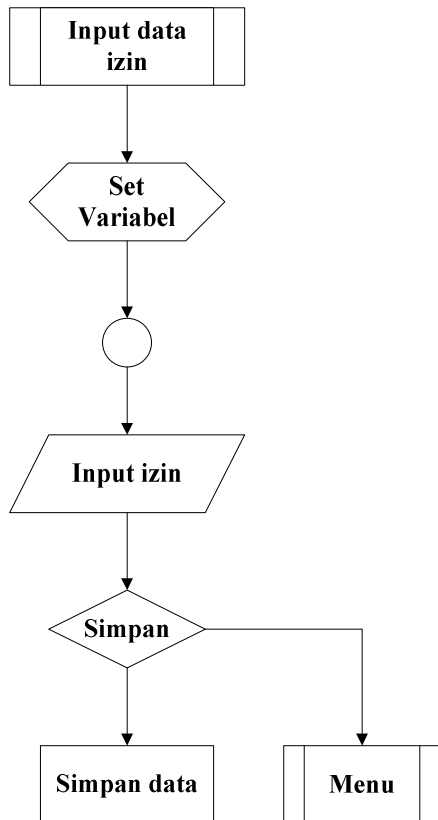 Input data
izin
Set
Variabel
Input izin
Simpan
Simpan data
Menu